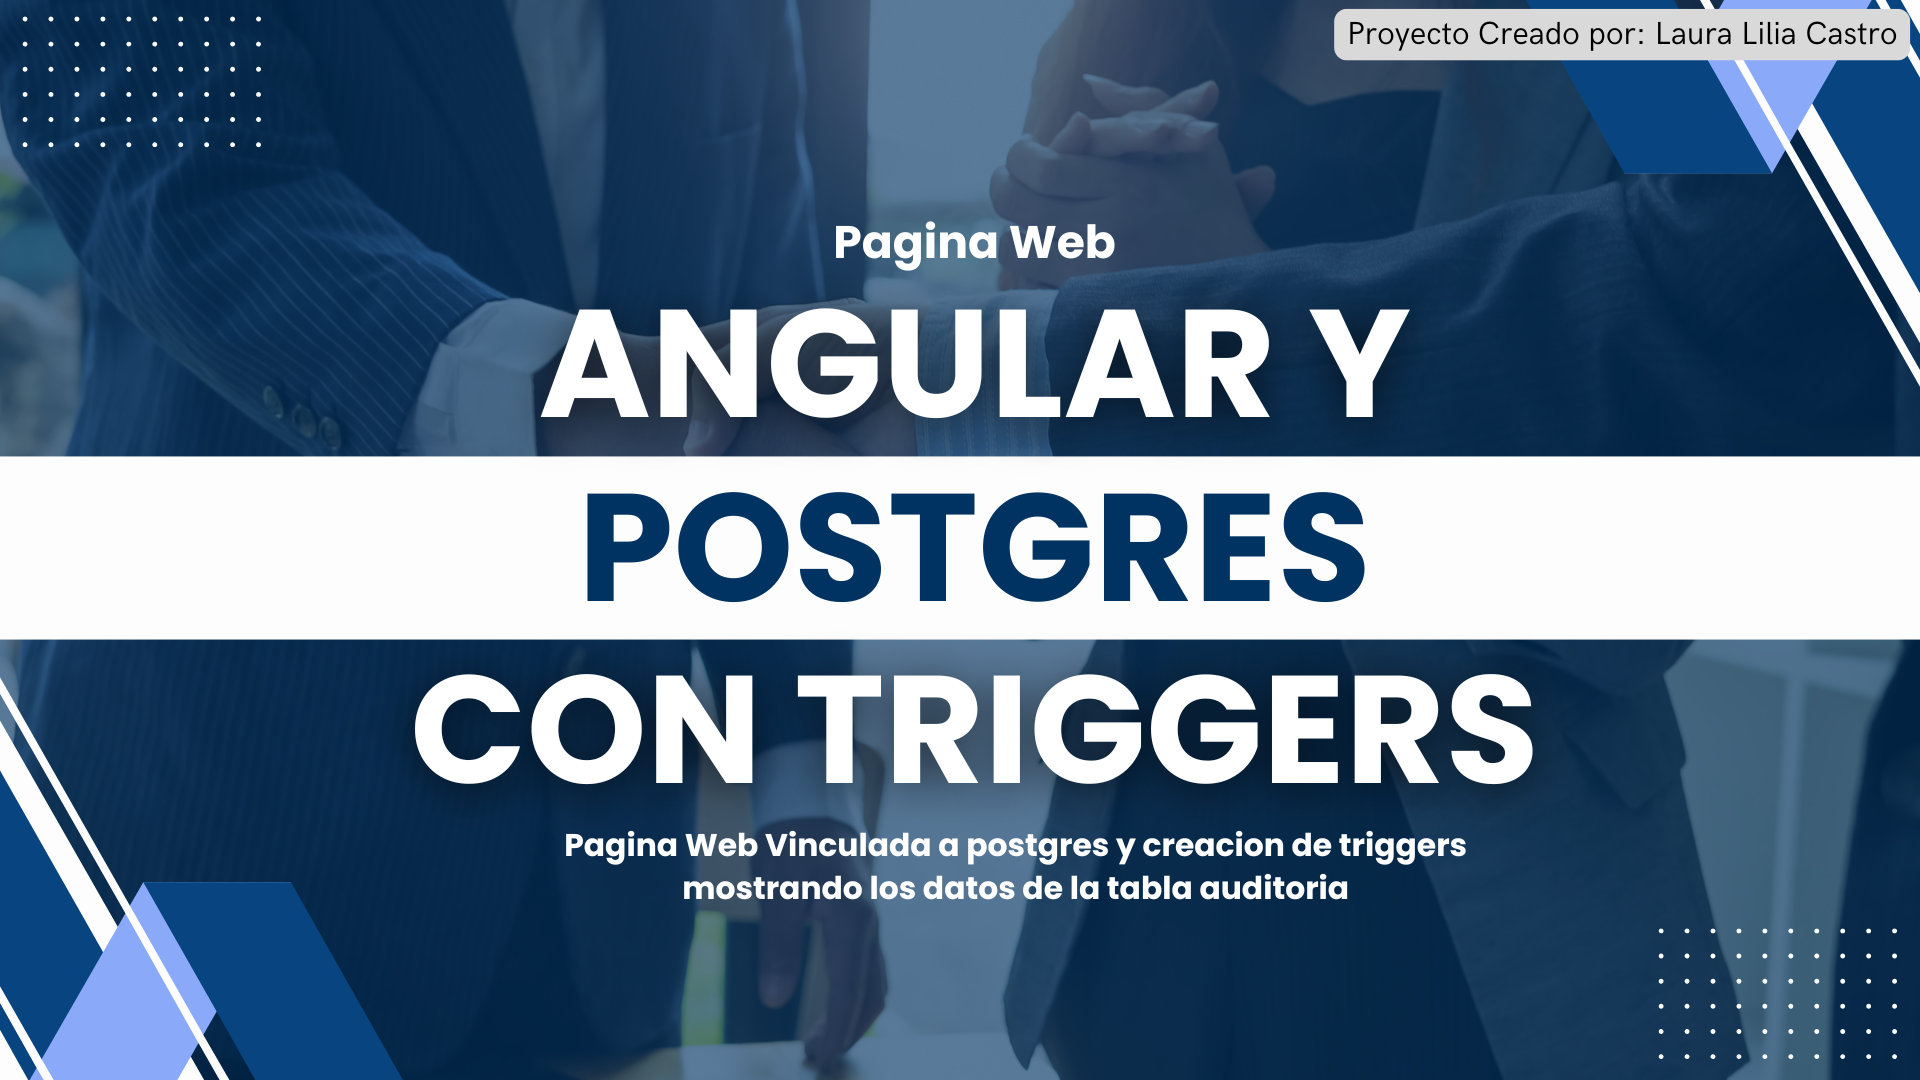 Proyecto Creado por: Laura Lilia Castro
Pagina Web
ANGULAR Y
POSTGRES
CON TRIGGERS
Pagina Web Vinculada a postgres y creacion de triggers
mostrando los datos de la tabla auditoria